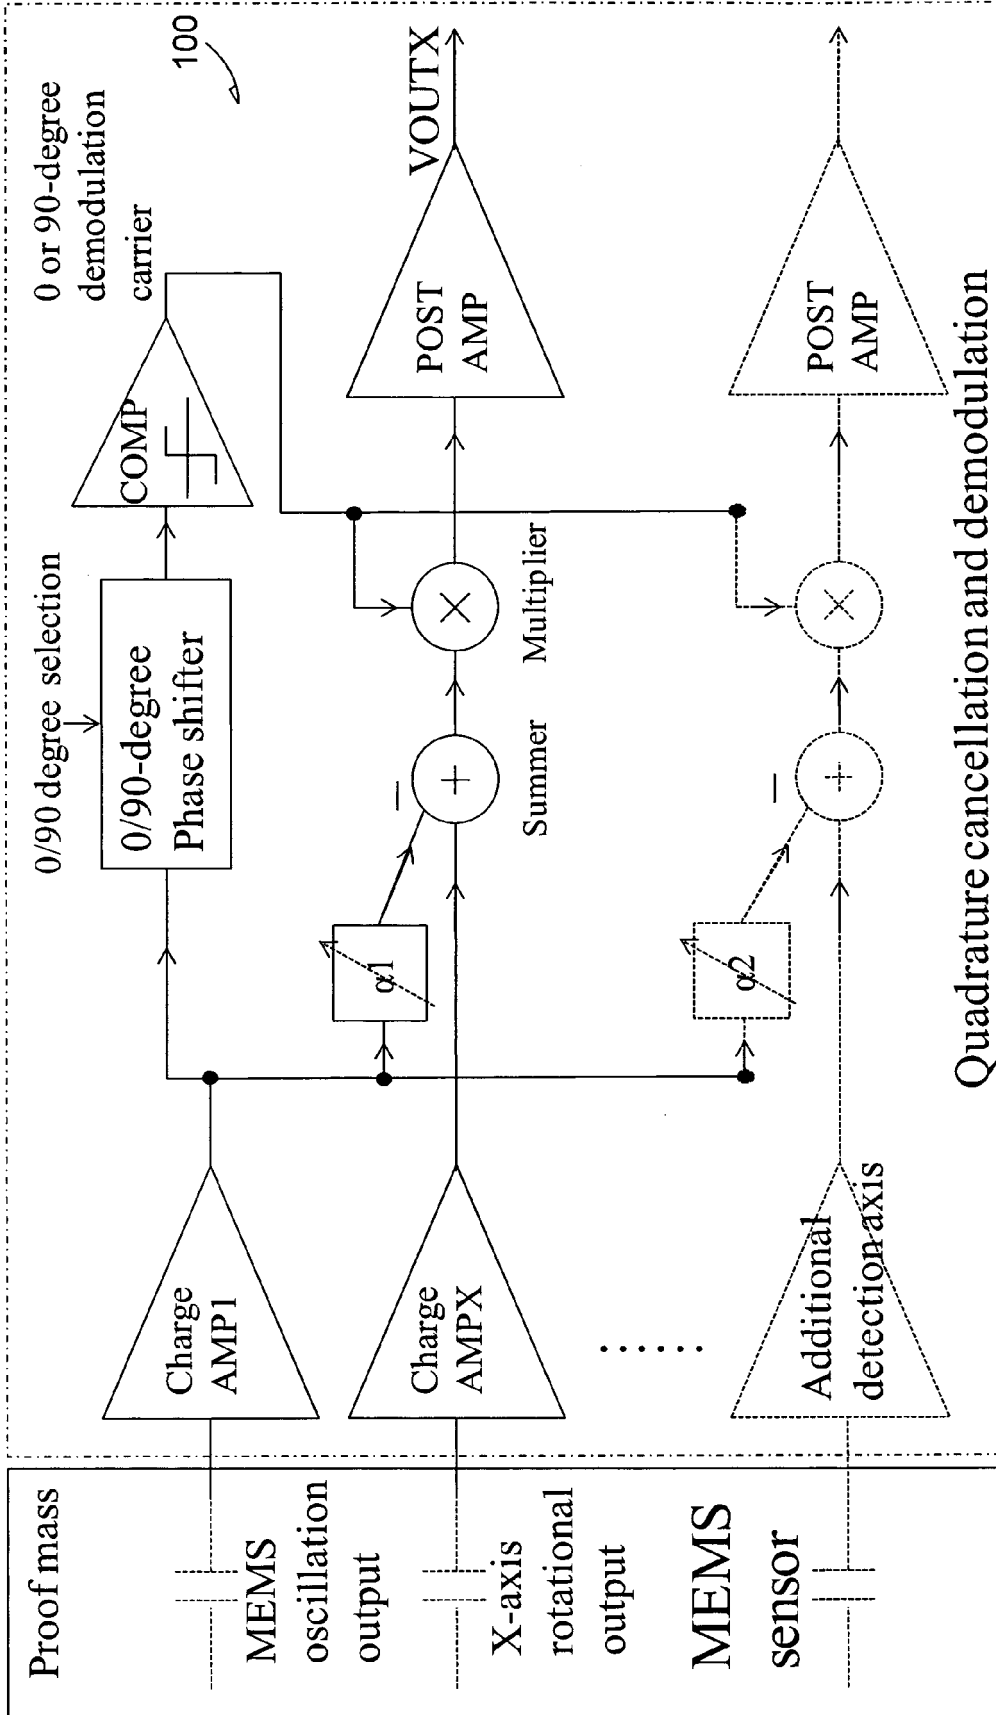 Proof mass
MEMS
oscillation
output
X-axis
rotational
output
MEMS
sensor
Charge
AMP1
Charge
AMPX
Additional
detection axis
0/90 degree selection
0/90-degree
Phase shifter
COMP
0 or 90-degree
demodulation
carrier
100
α1
+
−
Summer
×
Multiplier
POST
AMP
VOUTX
α2
+
−
×
POST
AMP
Quadrature cancellation and demodulation